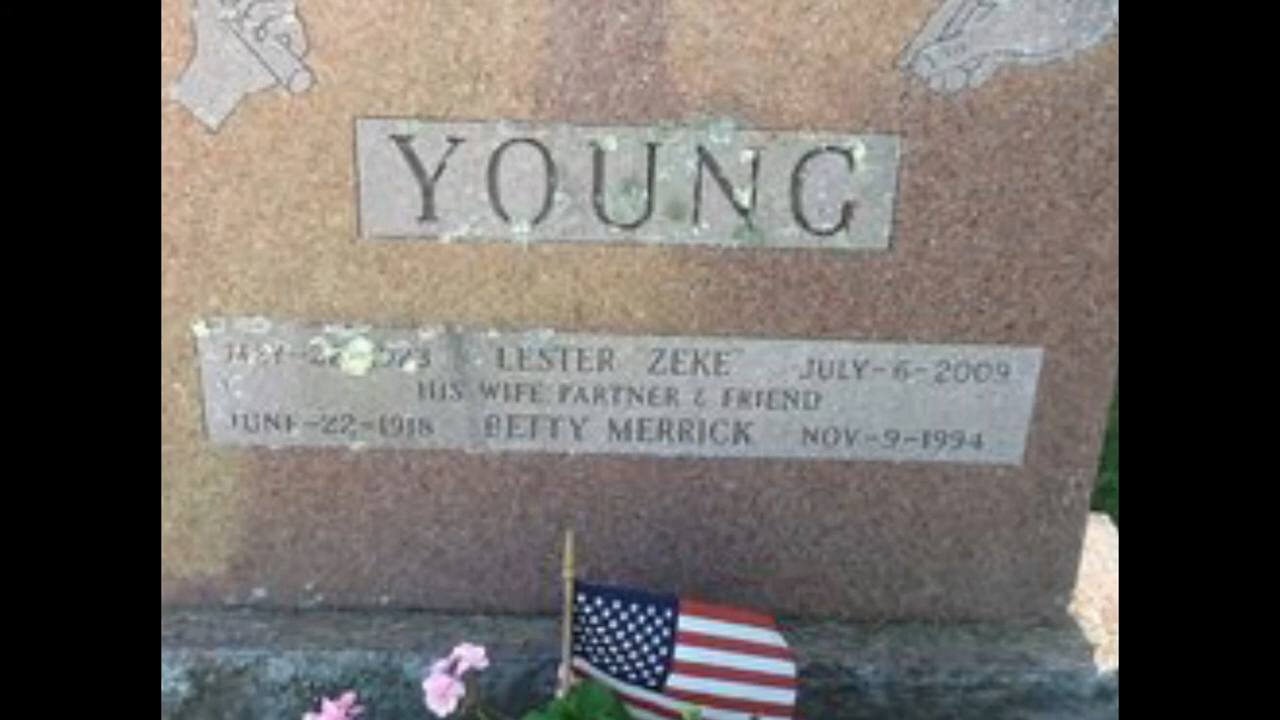 YOUNG
LESTER "ZEKE" JULY-6-2009
HIS WIFE PARTNER & FRIEND
JUNE-22-1918 BETTY MERRICK NOV-9-1994